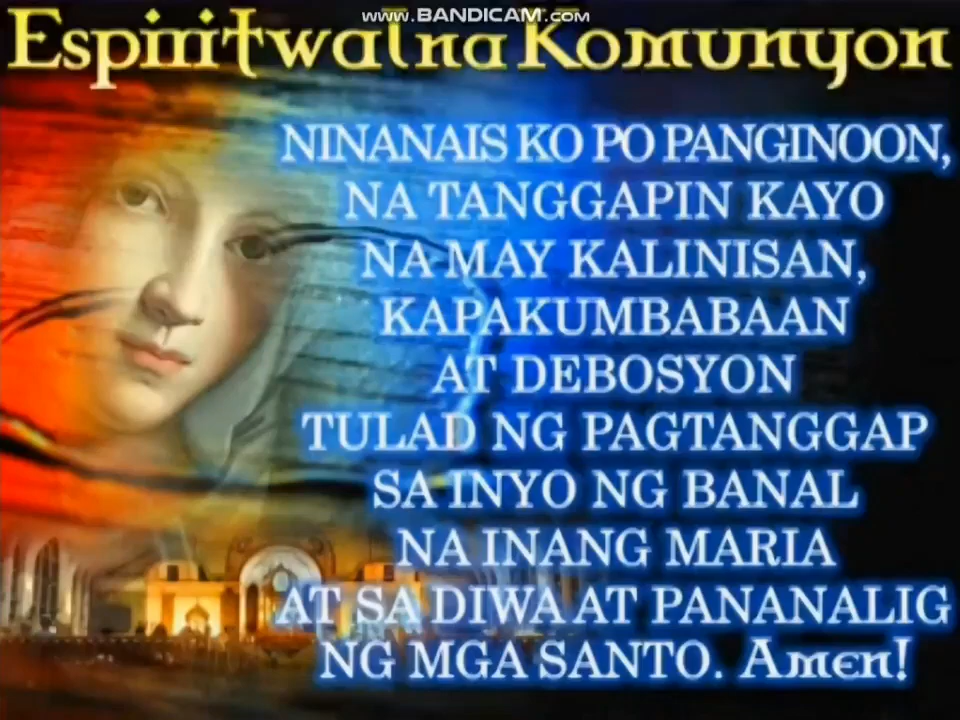 www.BANDICAM.com
Espiritwal na Komunyon
NINANAIS KO PO PANGINOON,
NA TANGGAPIN KAYO
NA MAY KALINISAN,
KAPAKUMBABAAN
AT DEBOSYON
TULAD NG PAGTANGGAP
SA INYO NG BANAL
NA INANG MARIA
AT SA DIWA AT PANANALIG
NG MGA SANTO. Amen!